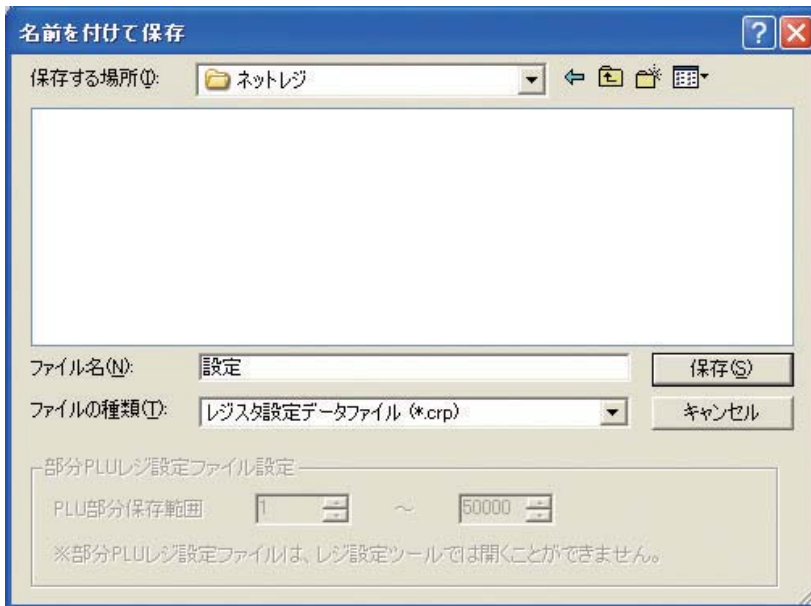 名前を付けて保存
保存する場所(I): ネットレジ
ファイル名(N): 設定 保存(S)
ファイルの種類(T): レジスタ設定データファイル (*.crp) キャンセル
部分PLUレジ設定ファイル設定
PLU部分保存範囲 1 ～ 50000
※部分PLUレジ設定ファイルは、レジ設定ツールでは開くことができません。